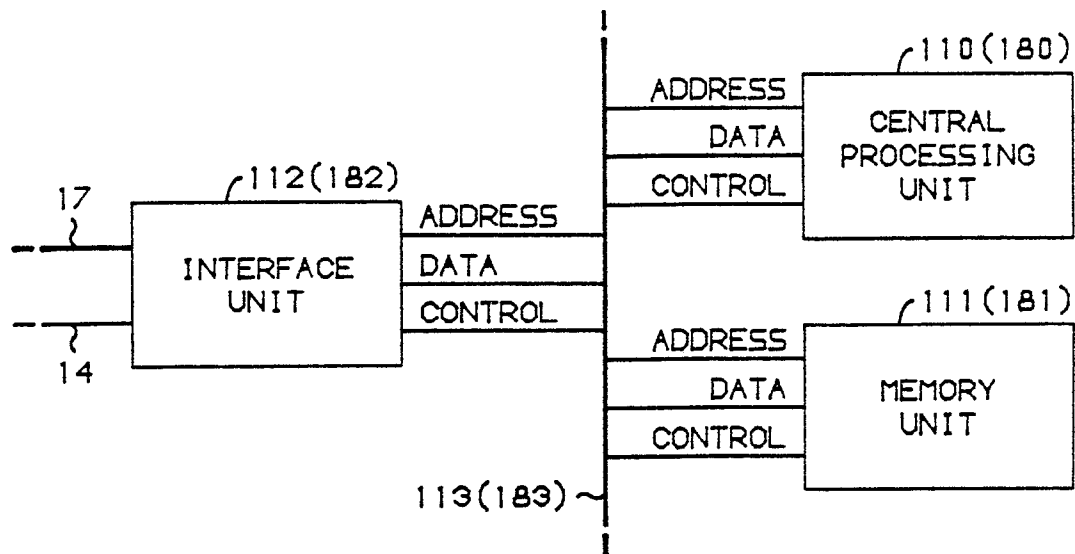 110(180)
ADDRESS
DATA
CONTROL
CENTRAL
PROCESSING
UNIT
112(182)
17
14
INTERFACE
UNIT
ADDRESS
DATA
CONTROL
111(181)
ADDRESS
DATA
CONTROL
MEMORY
UNIT
113(183)